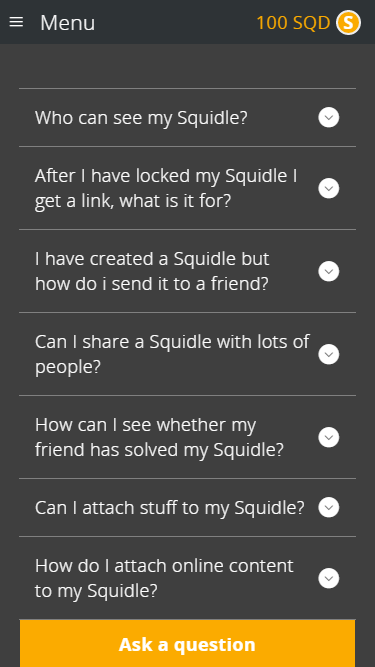 Menu
100 SQD S
Who can see my Squidle?
After I have locked my Squidle I
get a link, what is it for?
I have created a Squidle but
how do i send it to a friend?
Can I share a Squidle with lots of
people?
How can I see whether my
friend has solved my Squidle?
Can I attach stuff to my Squidle?
How do I attach online content
to my Squidle?
Ask a question